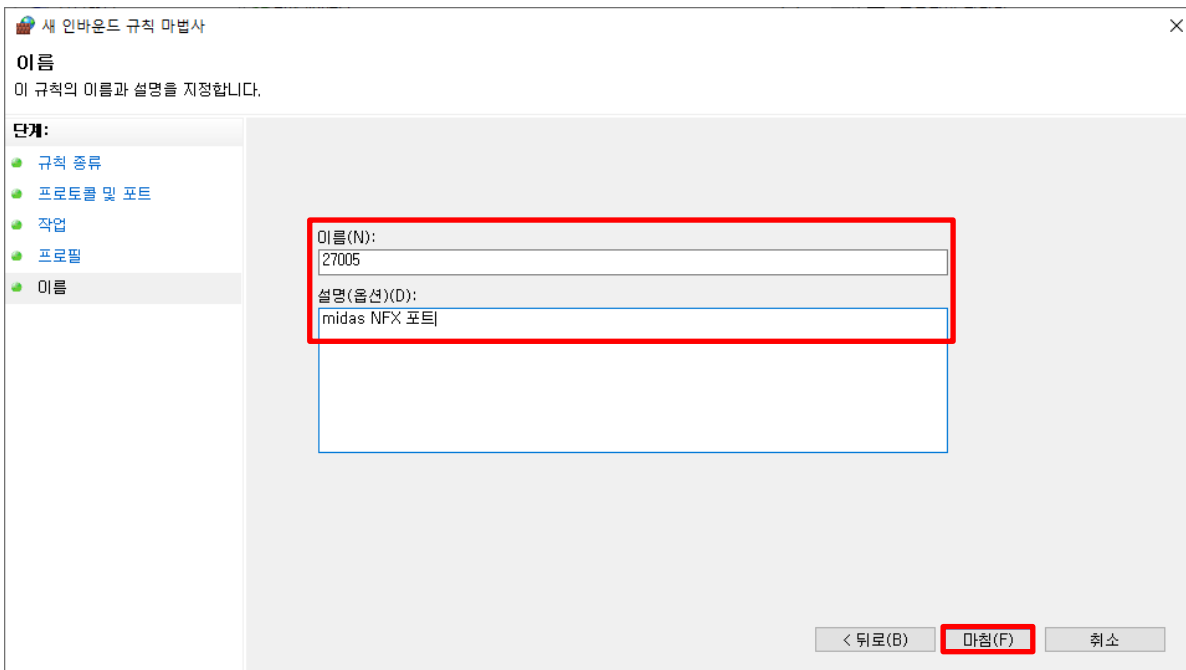 새 인바운드 규칙 마법사
이름
이 규칙의 이름과 설명을 지정합니다.
단계:
규칙 종류
프로토콜 및 포트
작업
프로필
이름
이름(N):
27005
설명(옵션)(D):
midas NFX 포트
< 뒤로(B)
마침(F)
취소